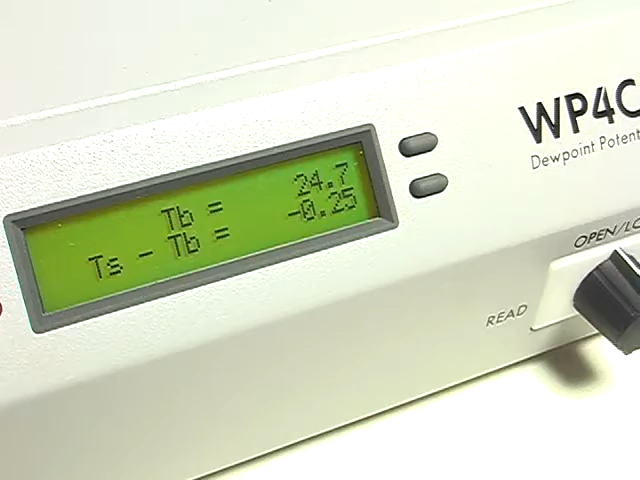 WP4C
Dewpoint Potent
Tb = 24.7
Ts - Tb = -0.25
OPEN/LO
READ